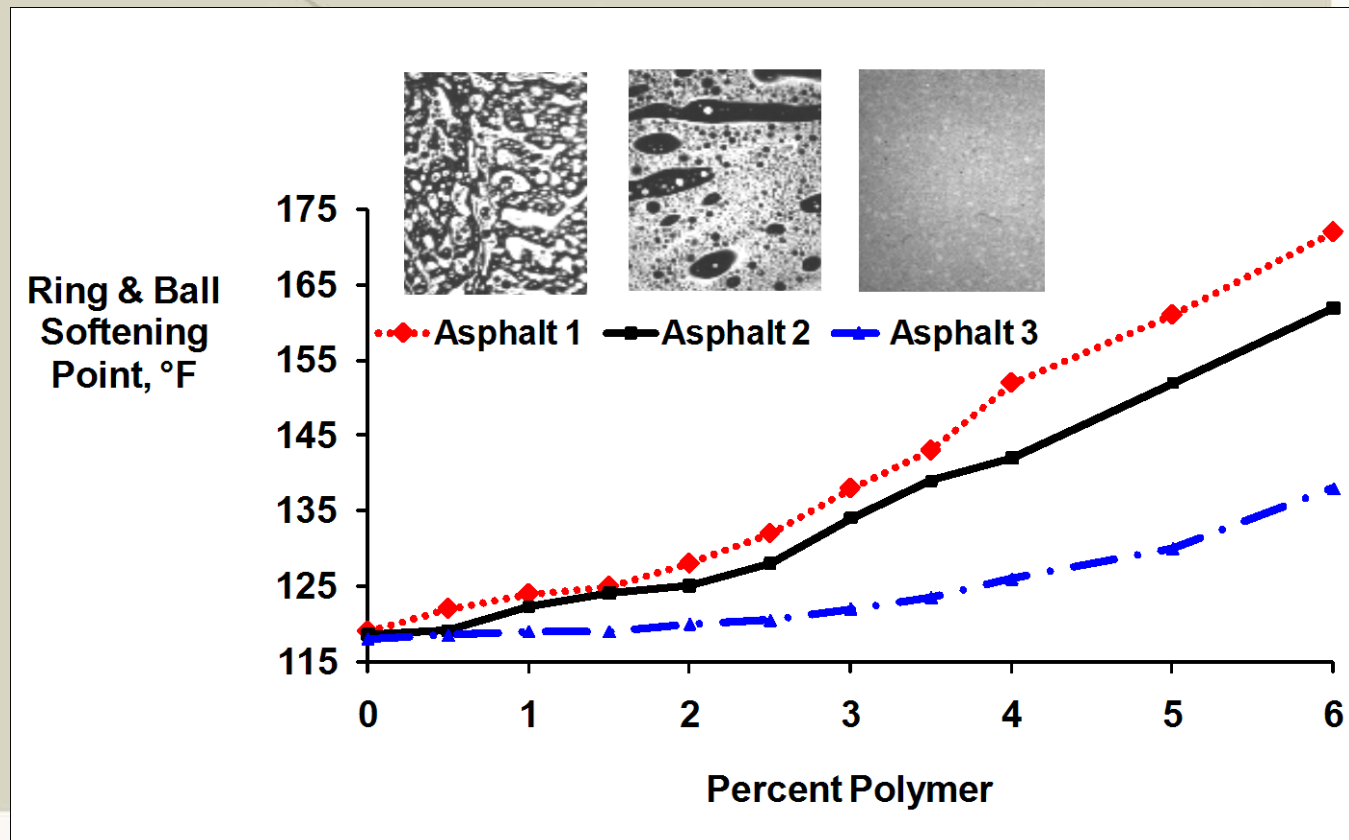 175
165
155
145
135
125
115
Ring & Ball
Softening
Point, °F
Asphalt 1 Asphalt 2 Asphalt 3
0 1 2 3 4 5 6
Percent Polymer